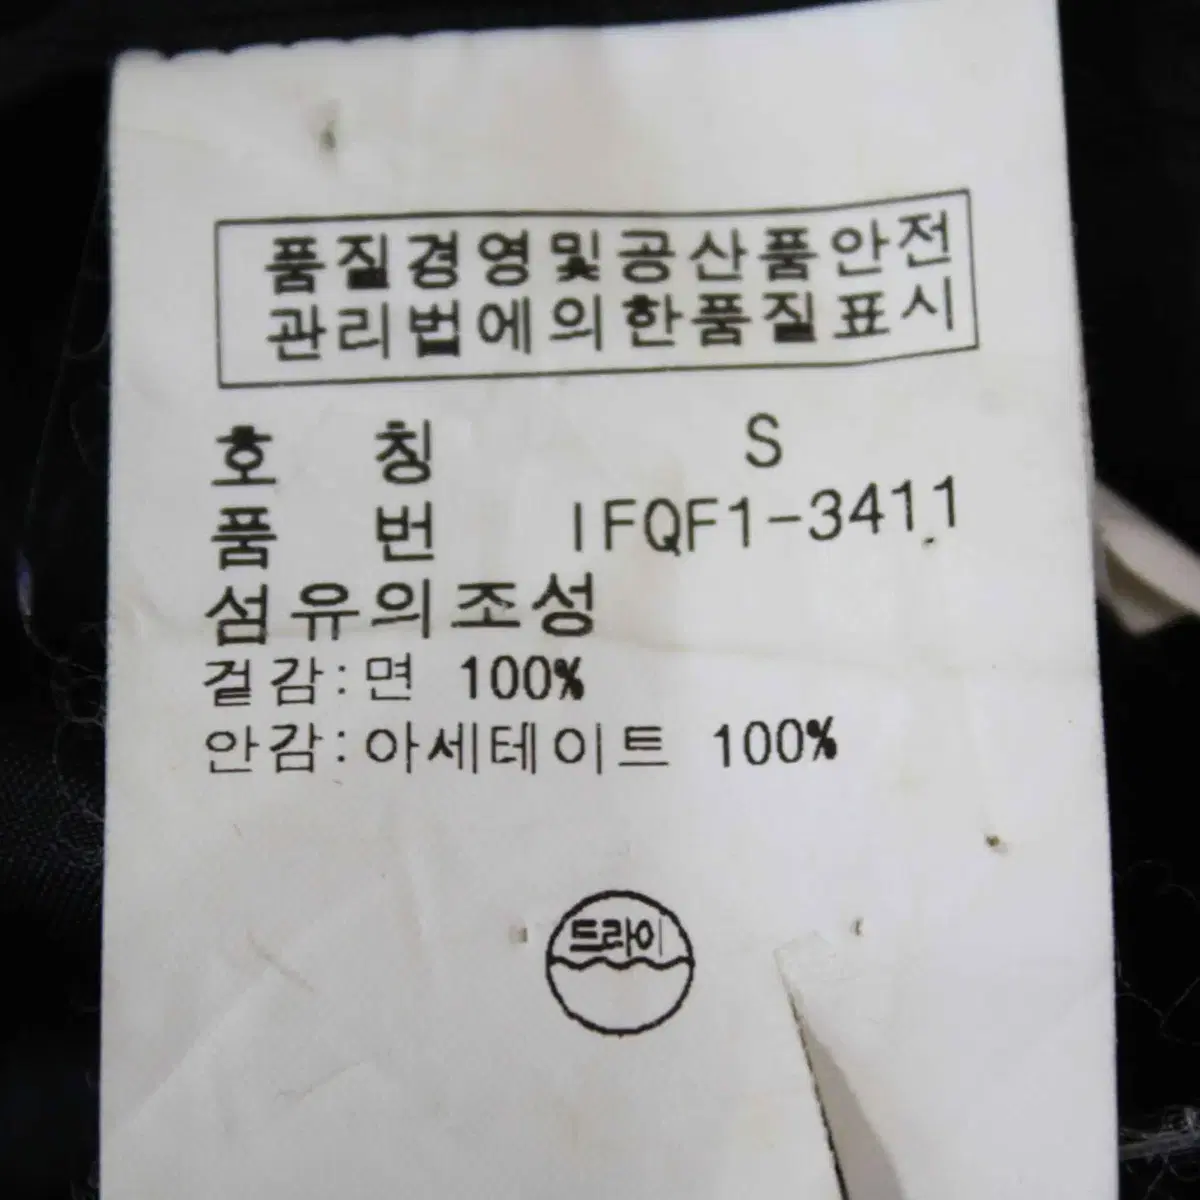 품질경영및공산품안전
관리법에의한품질표시
호 칭 S
품 번 IFQF1-3411
섬유의조성
겉감:면 100%
안감:아세테이트 100%
드라이